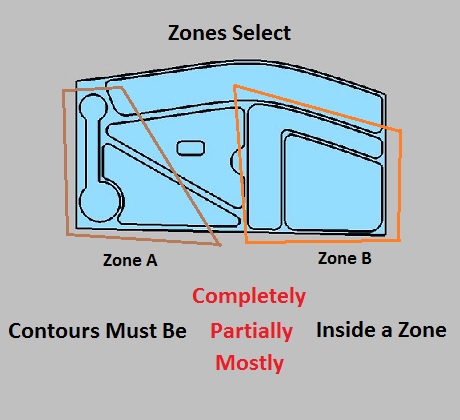 Zones Select
Zone A
Zone B
Completely
Contours Must Be Partially Inside a Zone
Mostly